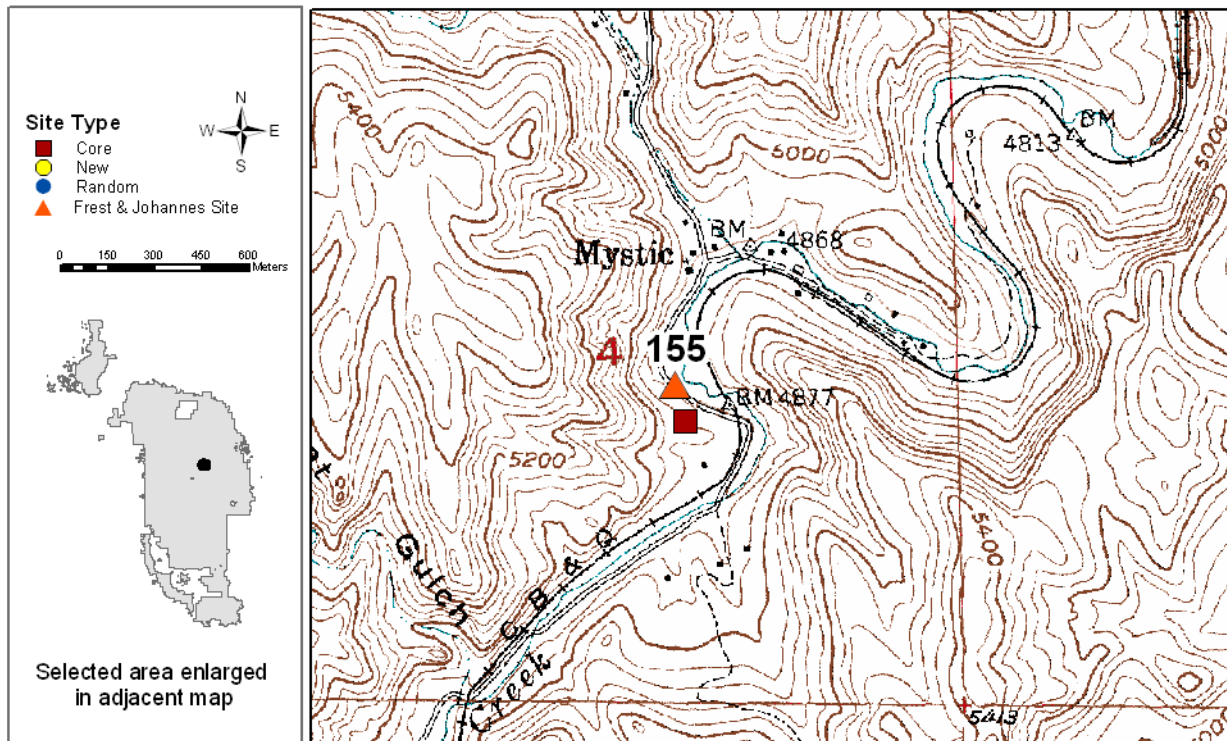 N
W E
S
Site Type
Core
New
Random
Frest & Johannes Site
0 150 300 450 600
Meters
Selected area enlarged
in adjacent map
5400
5000
BM
4813
5000
BM
4868
Mystic
4 155
BM 4877
5200
5400
Gulch
C B & Q
Creek
5413